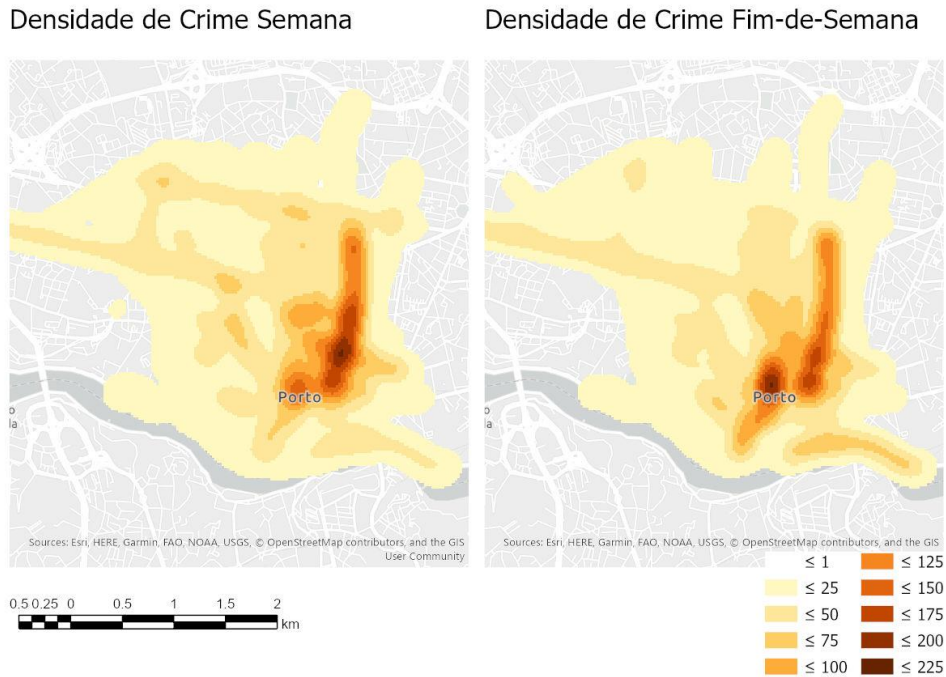 Densidade de Crime Semana
Densidade de Crime Fim-de-Semana
Porto
o
la
Sources: Esri, HERE, Garmin, FAO, NOAA, USGS, © OpenStreetMap contributors, and the GIS
User Community
Porto
o
la
Sources: Esri, HERE, Garmin, FAO, NOAA, USGS, © OpenStreetMap contributors, and the GIS
0.5 0.25 0 0.5 1 1.5 2
km
≤ 1
≤ 25
≤ 50
≤ 75
≤ 100
≤ 125
≤ 150
≤ 175
≤ 200
≤ 225